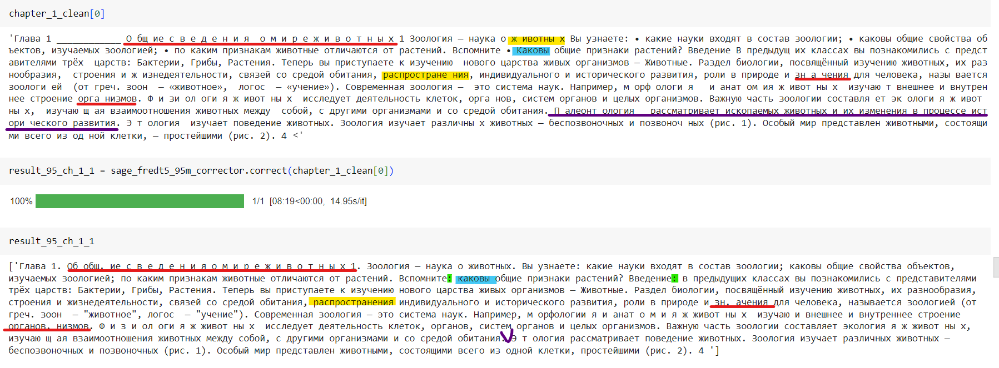 chapter_1_clean[0]
'Глава 1 ____________ О бщ ие с в е д е н и я  о м и р е ж и в о т н ы х 1 Зоология — наука о ж ивотны х Вы узнаете: • какие науки входят в состав зоологии; • каковы общие свойства об
ъектов, изучаемых зоологией; • по каким признакам животные отличаются от растений. Вспомните • Каковы общие признаки растений? Введение В предыдущ их классах вы познакомились с предст
авителями трёх  царств: Бактерии, Грибы, Растения. Теперь вы приступаете к изучению  нового царства живых организмов — Животные. Раздел биологии, посвящённый изучению животных, их раз
нообразия,  строения и ж изнедеятельности, связей со средой обитания, распростране ния, индивидуального и исторического развития, роли в природе и зн а чения для человека, назы вается
зоологи ей  (от греч. зоон  — «животное»,  логос  — «учение»). Современная зоология —  это система наук. Например, м орф ологи я   и анат ом ия ж ивот ны х  изучаю т внешнее и внутрен
нее строение орга низмов. Ф и зи ол оги я ж ивот ны х  исследует деятельность клеток, орга нов, систем органов и целых организмов. Важную часть зоологии составля ет эк ологи я ж ивот
ны х,  изучаю щ ая взаимоотношения животных между  собой, с другими организмами и со средой обитания. П алеонт ология   рассматривает ископаемых животных и их изменения в процессе ист
ори ческого развития. Э т ология  изучает поведение животных. Зоология изучает различны х животных — беспозвоночных и позвоноч ных (рис. 1). Особый мир представлен животными, состоящи
ми всего из од ной клетки, — простейшими (рис. 2). 4 <'
result_95_ch_1_1 = sage_fredt5_95m_corrector.correct(chapter_1_clean[0])
100% 1/1 [08:19<00:00, 14.95s/it]
result_95_ch_1_1
['Глава 1. Об общ. ие с в е д е н и я о м и р е ж и в о т н ы х 1. Зоология — наука о животных. Вы узнаете: какие науки входят в состав зоологии; каковы общие свойства объектов,
изучаемых зоологией; по каким признакам животные отличаются от растений. Вспомните: каковы общие признаки растений? Введение: в предыдущих классах вы познакомились с представителями
трёх царств: Бактерии, Грибы, Растения. Теперь вы приступаете к изучению нового царства живых организмов — Животные. Раздел биологии, посвящённый изучению животных, их разнообразия,
строения и жизнедеятельности, связей со средой обитания, распространения индивидуального и исторического развития, роли в природе и зн. ачения для человека, называется зоологией (от
греч. зоон  — "животное", логос  — "учение"). Современная зоология — это система наук. Например, м орфологии я и анат о м и я ж живот ны х  изучаю и внешнее и внутреннее строение
органов. низмов. Ф и з и ол оги я ж живот ны х  исследует деятельность клеток, органов, систем органов и целых организмов. Важную часть зоологии составляет экология я ж живот ны х,
изучаю щ ая взаимоотношения животных между собой, с другими организмами и со средой обитания. Э т ология рассматривает поведение животных. Зоология изучает различных животных —
беспозвоночных и позвоночных (рис. 1). Особый мир представлен животными, состоящими всего из одной клетки, простейшими (рис. 2). 4 ']